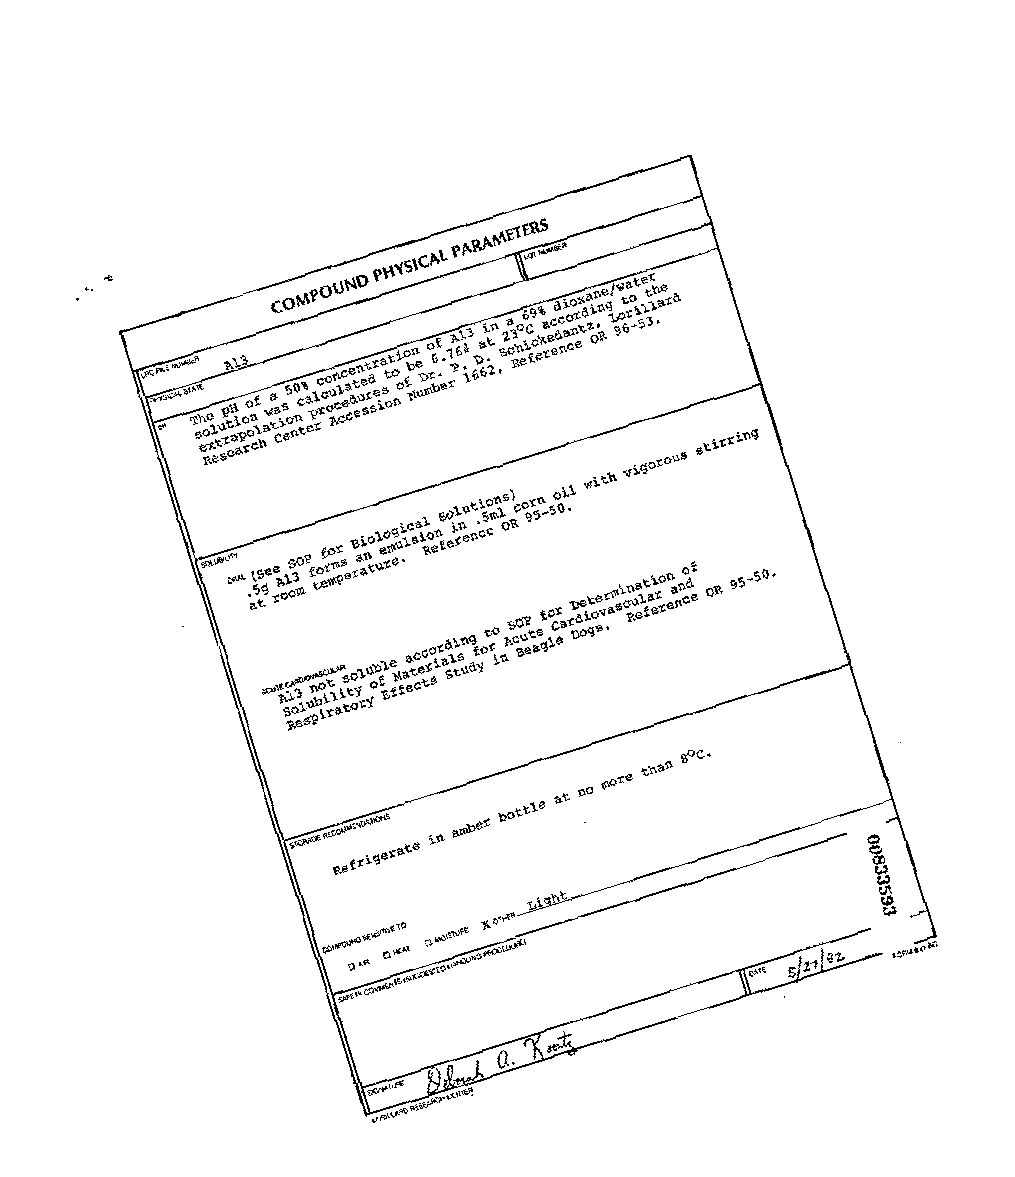 COMPOUND PHYSICAL PARAMETERS
LRC FILE NUMBER A13
LOT NUMBER
PHYSICAL STATE
pH
The pH of a 50% concentration of A13 in a 69% dioxane/water
solution was calculated to be at 23°C according to the
extrapolation procedures of Dr. P. D. Schickedantz, Lorillard
Research Center Accession Number 1662, Reference OR 96-53.
SOLUBILITY
ORAL (See SOP for Biological Solutions)
.5g A13 forms an emulsion in .5ml corn oil with vigorous stirring
at room temperature. Reference OR 95-50.
ACUTE CARDIOVASCULAR
A13 not soluble according to SOP for Determination of
Solubility of Materials for Acute Cardiovascular and
Respiratory Effects Study in Beagle Dogs. Reference OR 95-50.
STORAGE RECOMMENDATIONS
Refrigerate in amber bottle at no more than 8°C.
COMPOUND SENSITIVE TO
AIR HEAT MOISTURE X OTHER Light
SAFETY COMMENTS (SUGGESTED HANDLING PROCEDURE)
00833593
SIGNATURE Deborah A. Koontz
DATE 5/27/82
LORILLARD RESEARCH CENTER